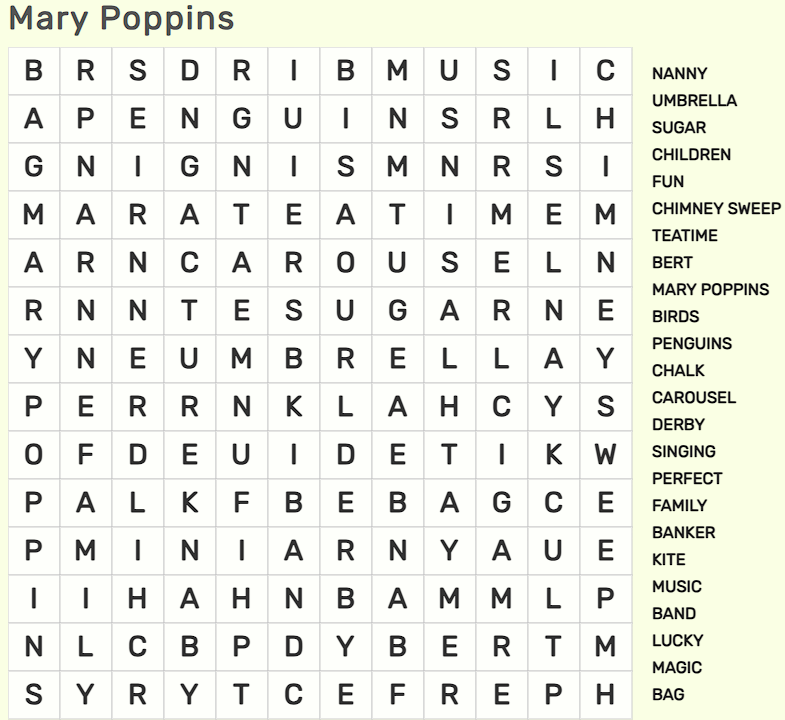 Mary Poppins
B R S D R I B M U S I C
A P E N G U I N S R L H
G N I G N I S M N R S I
M A R A T E A T I M E M
A R N C A R O U S E L N
R N N T E S U G A R N E
Y N E U M B R E L L A Y
P E R R N K L A H C Y S
O F D E U I D E T I K W
P A L K F B E B A G C E
P M I N I A R N Y A U E
I I H A H N B A M M L P
N L C B P D Y B E R T M
S Y R Y T C E F R E P H
NANNY
UMBRELLA
SUGAR
CHILDREN
FUN
CHIMNEY SWEEP
TEATIME
BERT
MARY POPPINS
BIRDS
PENGUINS
CHALK
CAROUSEL
DERBY
SINGING
PERFECT
FAMILY
BANKER
KITE
MUSIC
BAND
LUCKY
MAGIC
BAG